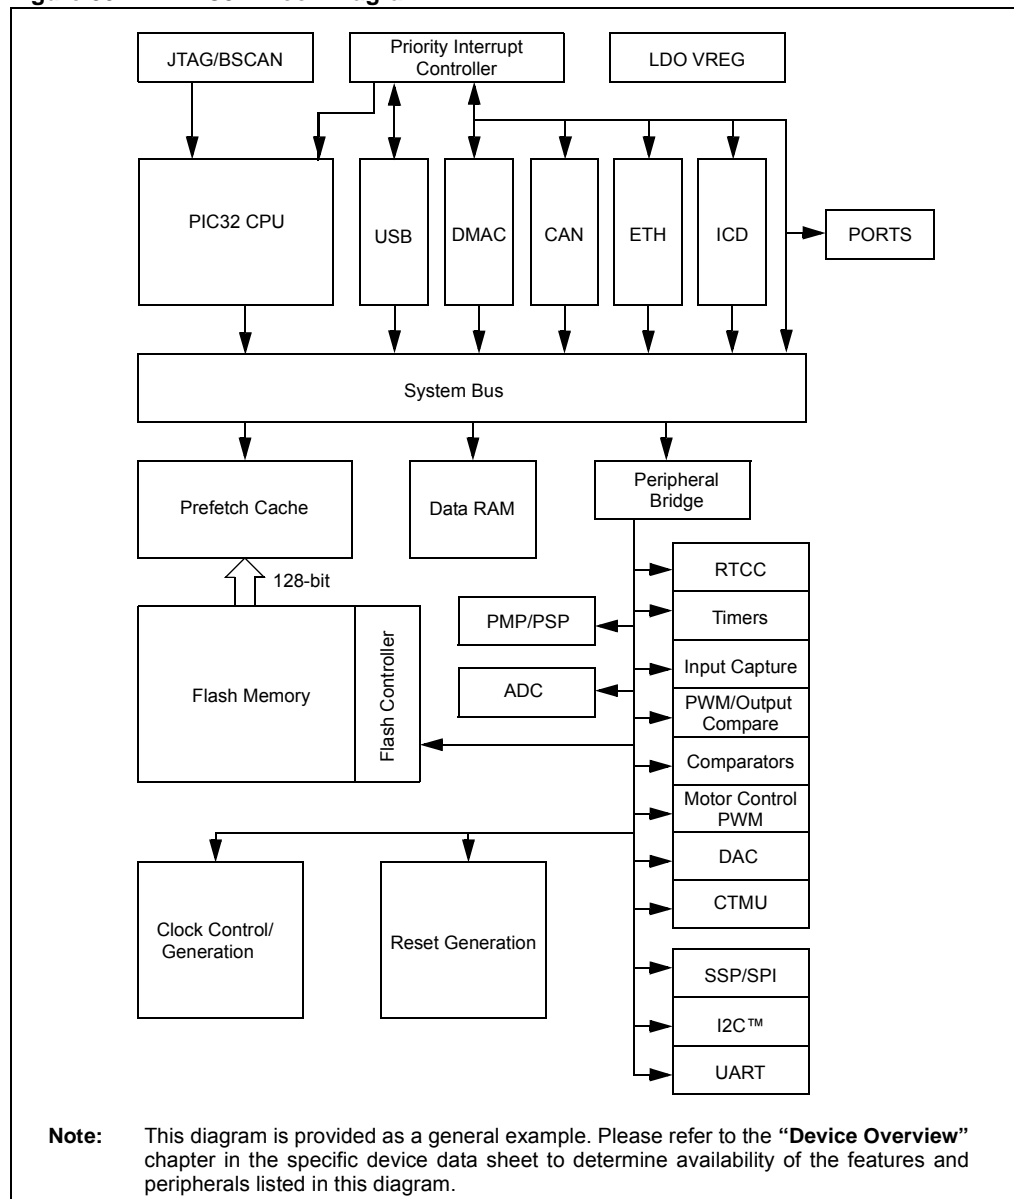 JTAG/BSCAN
Priority Interrupt
Controller
LDO VREG
PIC32 CPU
USB
DMAC
CAN
ETH
ICD
PORTS
System Bus
Prefetch Cache
Data RAM
Peripheral
Bridge
128-bit
Flash Memory
Flash Controller
PMP/PSP
ADC
RTCC
Timers
Input Capture
PWM/Output
Compare
Comparators
Motor Control
PWM
DAC
CTMU
Clock Control/
Generation
Reset Generation
SSP/SPI
I2C™
UART
Note: This diagram is provided as a general example. Please refer to the “Device Overview”
chapter in the specific device data sheet to determine availability of the features and
peripherals listed in this diagram.